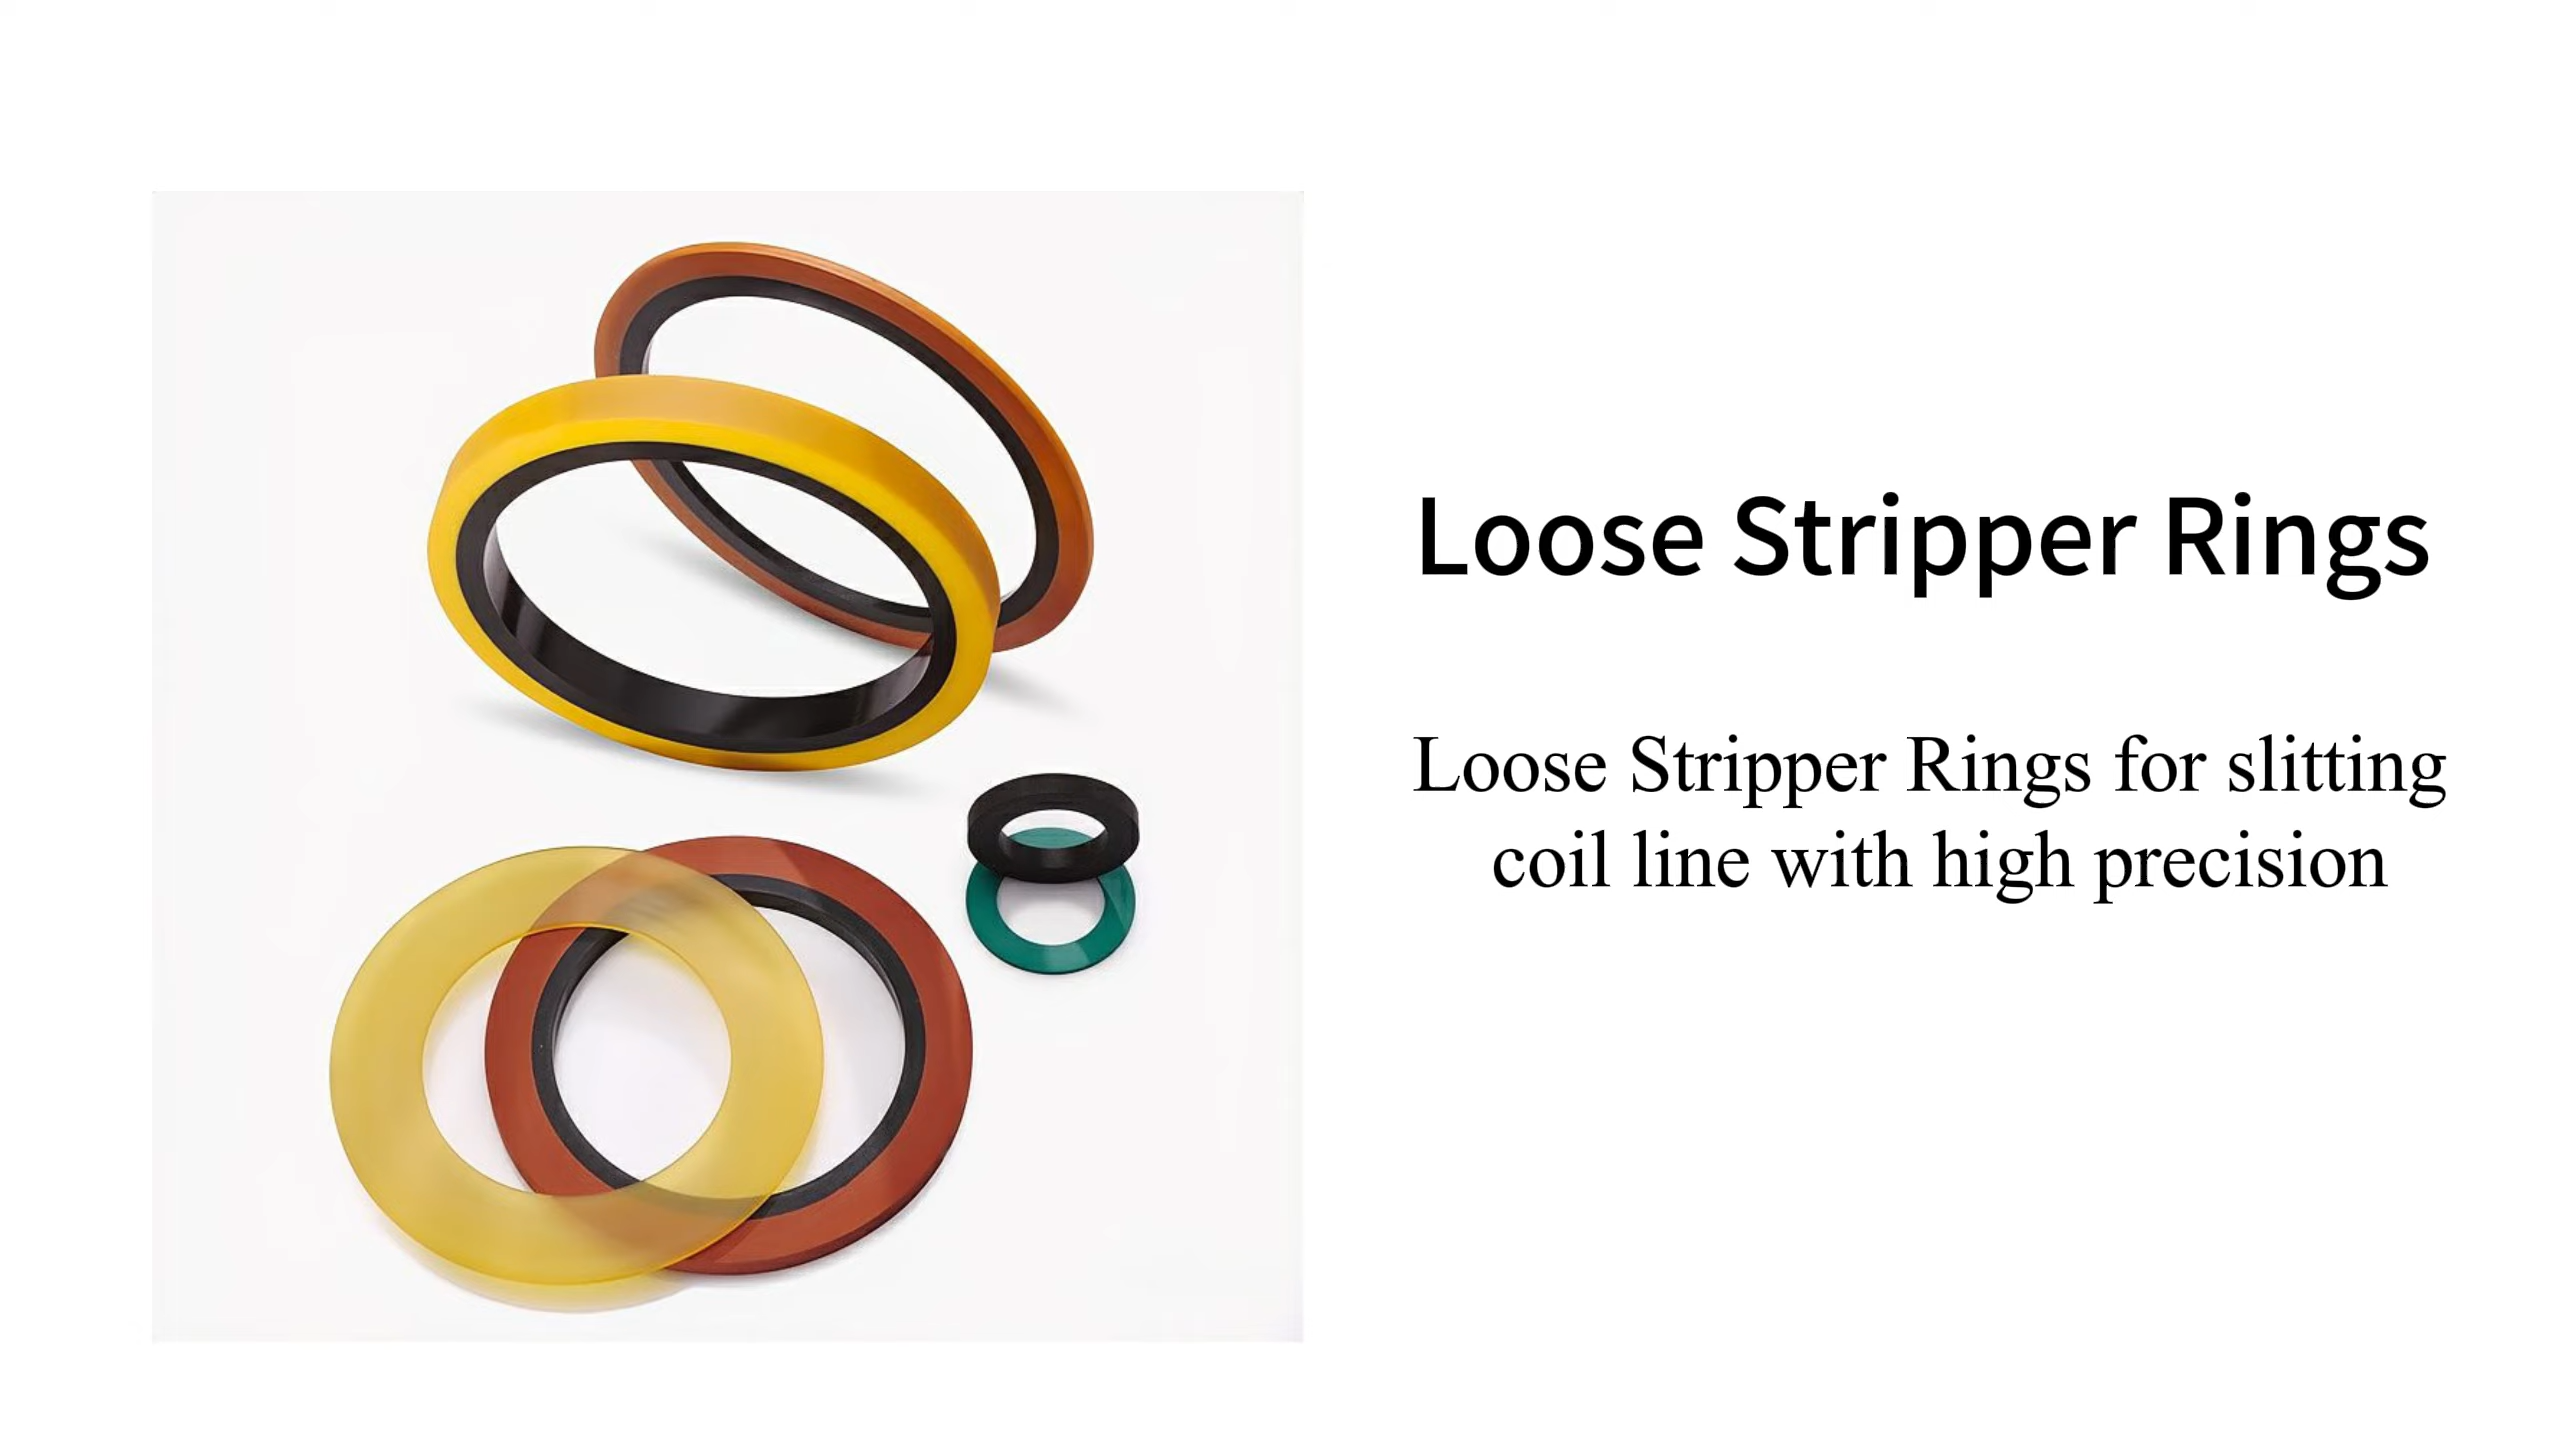 Loose Stripper Rings
Loose Stripper Rings for slitting
coil line with high precision